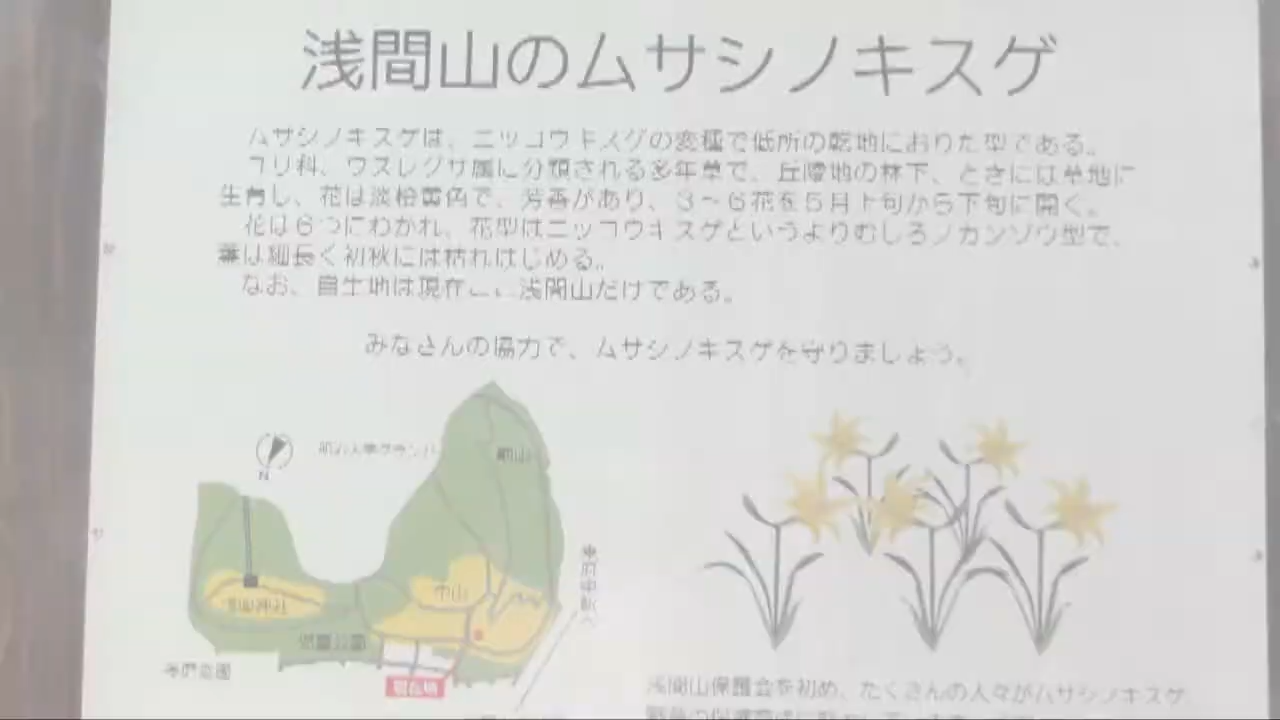 浅間山のムサシノキスゲ
ムサシノキスゲは、ニッコウキスゲの変種で低所の乾地におりた型である。
ユリ科、ワスレグサ属に分類される多年草で、丘陵地の林下、ときには草地に
生育し、花は淡橙黄色で、芳香があり、3〜6花を5月上旬から下旬に開く。
花は6つにわかれ、花型はニッコウキスゲというよりむしろノカンゾウ型で、
葉は細長く初秋には枯れはじめる。
なお、自生地は現在 浅間山だけである。
みなさんの協力で、ムサシノキスゲを守りましょう。
N
前山
中山
浅間山公園
現在地
浅間山保護会を初め、たくさんの人々がムサシノキスゲ